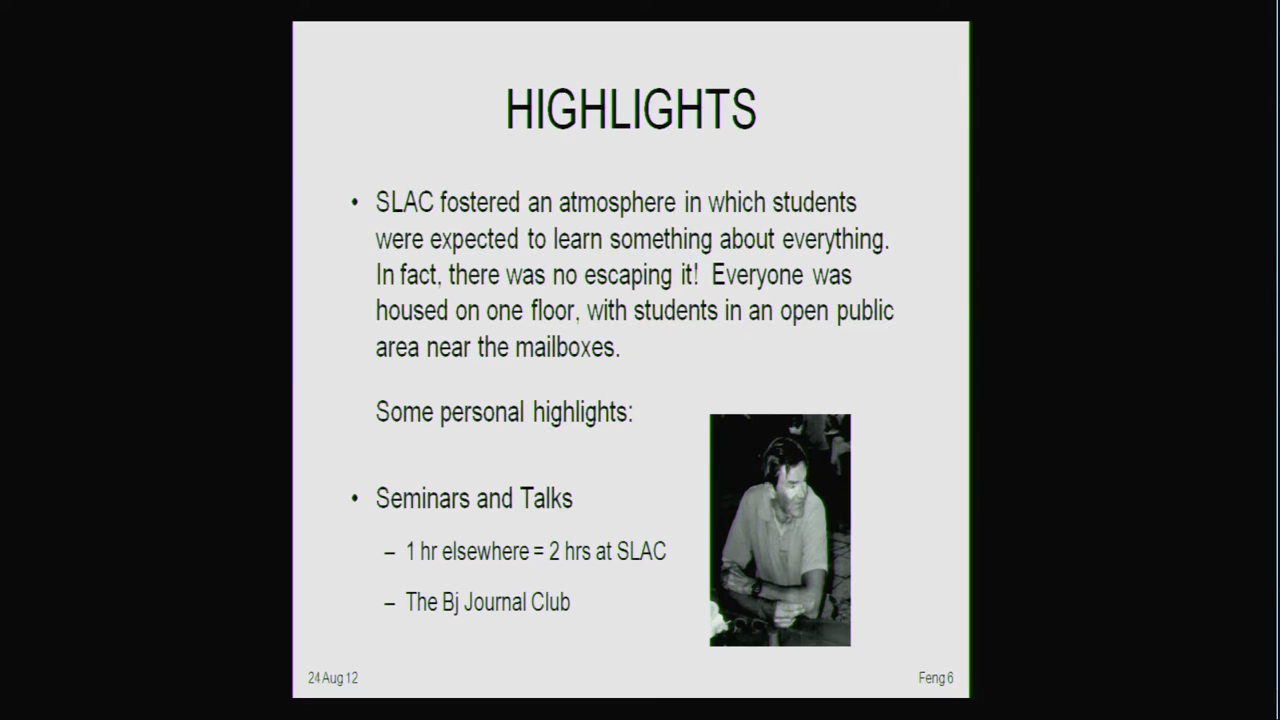 HIGHLIGHTS
• SLAC fostered an atmosphere in which students
were expected to learn something about everything.
In fact, there was no escaping it! Everyone was
housed on one floor, with students in an open public
area near the mailboxes.
Some personal highlights:
• Seminars and Talks
– 1 hr elsewhere = 2 hrs at SLAC
– The Bj Journal Club
24 Aug 12
Feng 6